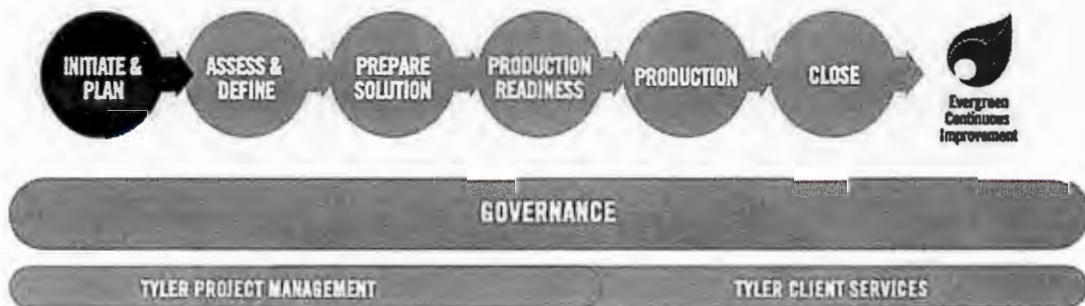 INITIATE &
PLAN
ASSESS &
DEFINE
PREPARE
SOLUTION
PRODUCTION
READINESS
PRODUCTION
CLOSE
Evergreen
Continuous
Improvement
GOVERNANCE
TYLER PROJECT MANAGEMENT
TYLER CLIENT SERVICES